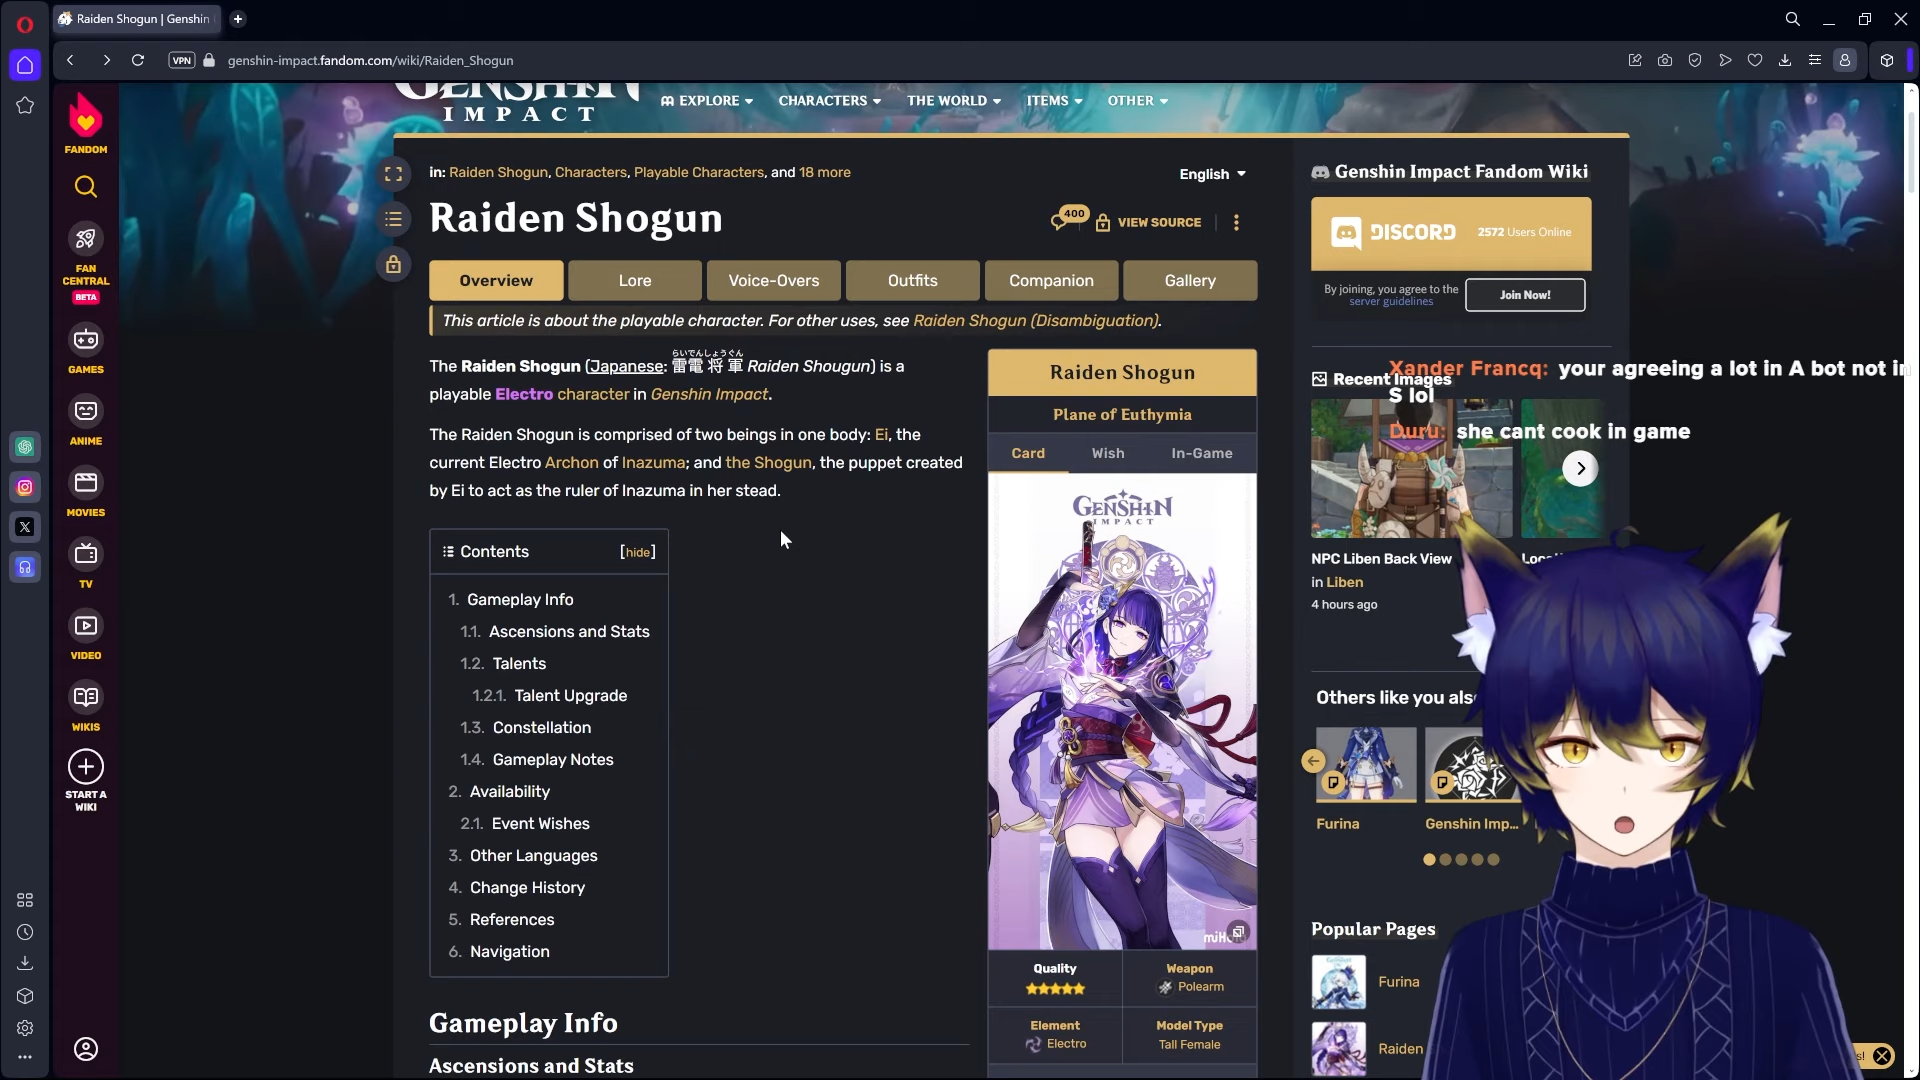 Raiden Shogun | Genshin
VPN
genshin-impact.fandom.com/wiki/Raiden_Shogun
FANDOM
FAN CENTRAL
BETA
GAMES
ANIME
MOVIES
TV
VIDEO
WIKIS
START A WIKI
GENSHIN
IMPACT
EXPLORE
CHARACTERS
THE WORLD
ITEMS
OTHER
in: Raiden Shogun, Characters, Playable Characters, and 18 more
English
Raiden Shogun
400
VIEW SOURCE
Overview
Lore
Voice-Overs
Outfits
Companion
Gallery
This article is about the playable character. For other uses, see Raiden Shogun (Disambiguation).
らいでんしょうぐん
The Raiden Shogun (Japanese: 雷電将軍 Raiden Shougun) is a
playable Electro character in Genshin Impact.
The Raiden Shogun is comprised of two beings in one body: Ei, the
current Electro Archon of Inazuma; and the Shogun, the puppet created
by Ei to act as the ruler of Inazuma in her stead.
Contents [hide]
1. Gameplay Info
1.1. Ascensions and Stats
1.2. Talents
1.2.1. Talent Upgrade
1.3. Constellation
1.4. Gameplay Notes
2. Availability
2.1. Event Wishes
3. Other Languages
4. Change History
5. References
6. Navigation
Gameplay Info
Ascensions and Stats
Raiden Shogun
Plane of Euthymia
Card
Wish
In-Game
GENSHIN
IMPACT
Quality
Weapon
Polearm
Element
Electro
Model Type
Tall Female
Genshin Impact Fandom Wiki
DISCORD
2572 Users Online
By joining, you agree to the
server guidelines
Join Now!
Recent Images
Xander Francq: your agreeing a lot in A bot not in
S lol
Duru: she cant cook in game
NPC Liben Back View
in Liben
4 hours ago
Others like you
Furina
Genshin Imp...
Popular Pages
Furina
Raiden